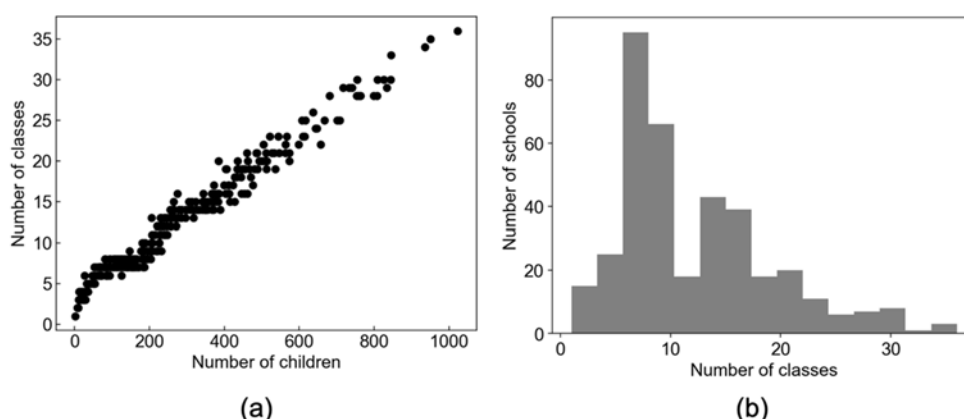 35
30
25
20
15
10
5
0
Number of classes
0 200 400 600 800 1000
Number of children
(a)
80
60
40
20
0
Number of schools
0 10 20 30
Number of classes
(b)